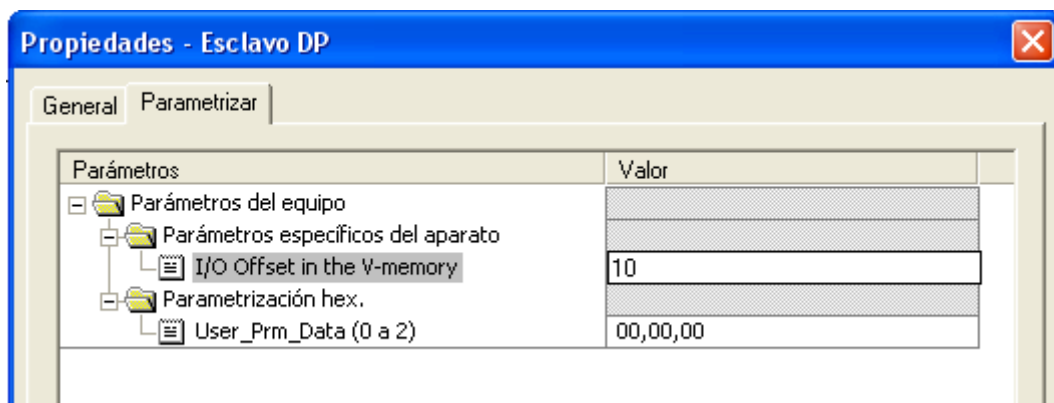 Propiedades - Esclavo DP
General Parametrizar
Parámetros Valor
Parámetros del equipo
Parámetros específicos del aparato
I/O Offset in the V-memory 10
Parametrización hex.
User_Prm_Data (0 a 2) 00,00,00